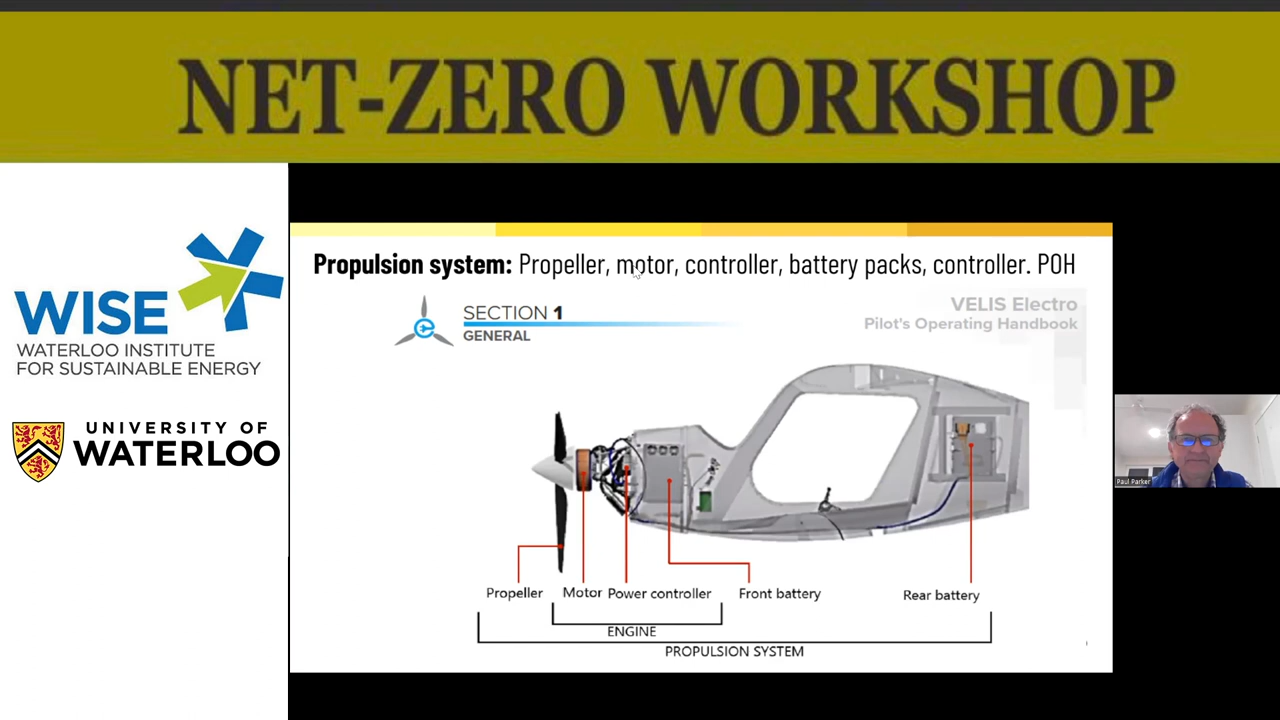 NET-ZERO WORKSHOP
WISE
WATERLOO INSTITUTE
FOR SUSTAINABLE ENERGY
UNIVERSITY OF
WATERLOO
Propulsion system: Propeller, motor, controller, battery packs, controller. POH
SECTION 1
GENERAL
VELIS Electro
Pilot's Operating Handbook
Propeller
Motor
Power controller
Front battery
Rear battery
ENGINE
PROPULSION SYSTEM
Paul Parker